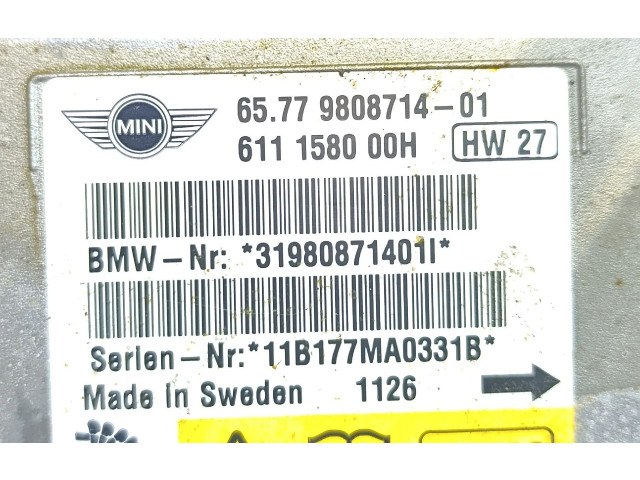 MINI
65.77 9808714-01
611 1580 00H HW 27
BMW-Nr: *31980871401I*
Serien-Nr: *11B177MA0331B*
Made in Sweden 1126